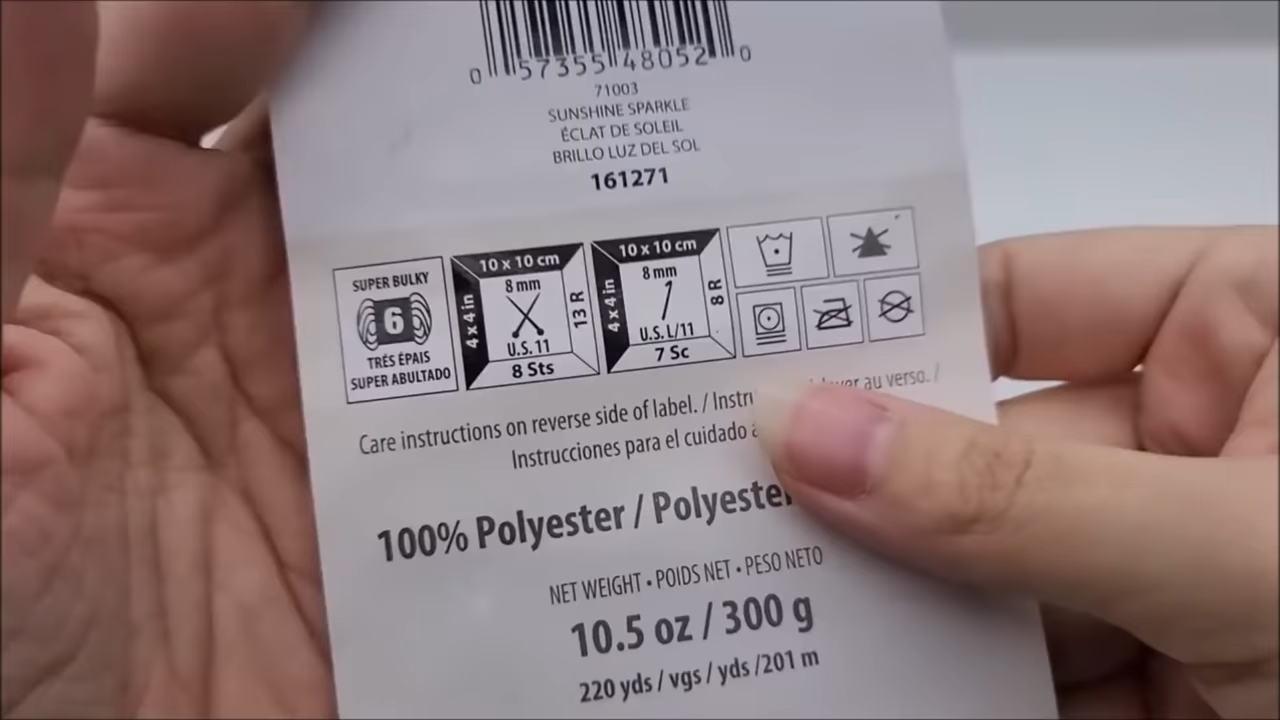 0 57355 48052 0
71003
SUNSHINE SPARKLE
ÉCLAT DE SOLEIL
BRILLO LUZ DEL SOL
161271
SUPER BULKY
6
TRÉS ÉPAIS
SUPER ABULTADO
10 x 10 cm
4 x 4 in
8 mm
13 R
U.S. 11
8 Sts
10 x 10 cm
4 x 4 in
8 mm
8 R
U.S. L/11
7 Sc
Care instructions on reverse side of label. / au verso. /
Instrucciones para el cuidado
100% Polyester / Polyester
NET WEIGHT • POIDS NET • PESO NETO
10.5 oz / 300 g
220 yds / vgs / yds /201 m